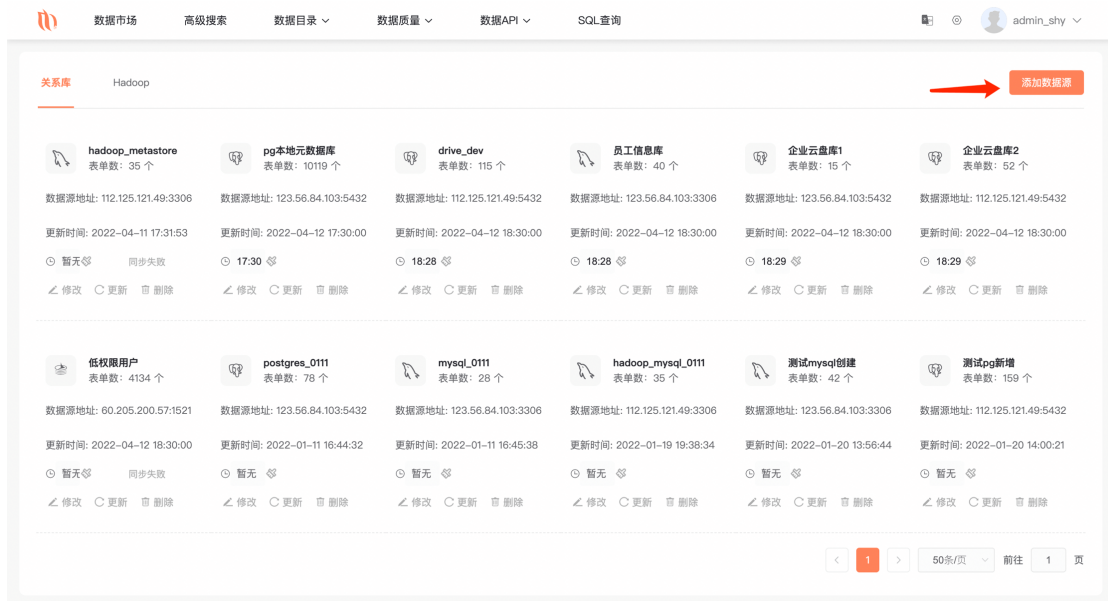 数据市场 高级搜索 数据目录 数据质量 数据API SQL查询 admin_shy
关系库 Hadoop 添加数据源
hadoop_metastore pg本地元数据库 drive_dev 员工信息库 企业云盘库1 企业云盘库2
表单数：35 个 表单数：10119 个 表单数：115 个 表单数：40 个 表单数：15 个 表单数：52 个
数据源地址: 112.125.121.49:3306 数据源地址: 123.56.84.103:5432 数据源地址: 112.125.121.49:5432 数据源地址: 123.56.84.103:3306 数据源地址: 123.56.84.103:5432 数据源地址: 112.125.121.49:5432
更新时间: 2022-04-11 17:31:53 更新时间: 2022-04-12 17:30:00 更新时间: 2022-04-12 18:30:00 更新时间: 2022-04-12 18:30:00 更新时间: 2022-04-12 18:30:00 更新时间: 2022-04-12 18:30:00
暂无 同步失败 17:30 18:28 18:28 18:29 18:29
修改 更新 删除 修改 更新 删除 修改 更新 删除 修改 更新 删除 修改 更新 删除 修改 更新 删除
低权限用户 postgres_0111 mysql_0111 hadoop_mysql_0111 测试mysql创建 测试pg新增
表单数：4134 个 表单数：78 个 表单数：28 个 表单数：35 个 表单数：42 个 表单数：159 个
数据源地址: 60.205.200.57:1521 数据源地址: 123.56.84.103:5432 数据源地址: 123.56.84.103:3306 数据源地址: 112.125.121.49:3306 数据源地址: 123.56.84.103:3306 数据源地址: 112.125.121.49:5432
更新时间: 2022-04-12 18:30:00 更新时间: 2022-01-11 16:44:32 更新时间: 2022-01-11 16:45:38 更新时间: 2022-01-19 19:38:34 更新时间: 2022-01-20 13:56:44 更新时间: 2022-01-20 14:00:21
暂无 同步失败 暂无 暂无 暂无 暂无 暂无
修改 更新 删除 修改 更新 删除 修改 更新 删除 修改 更新 删除 修改 更新 删除 修改 更新 删除
1 50条/页 前往 1 页